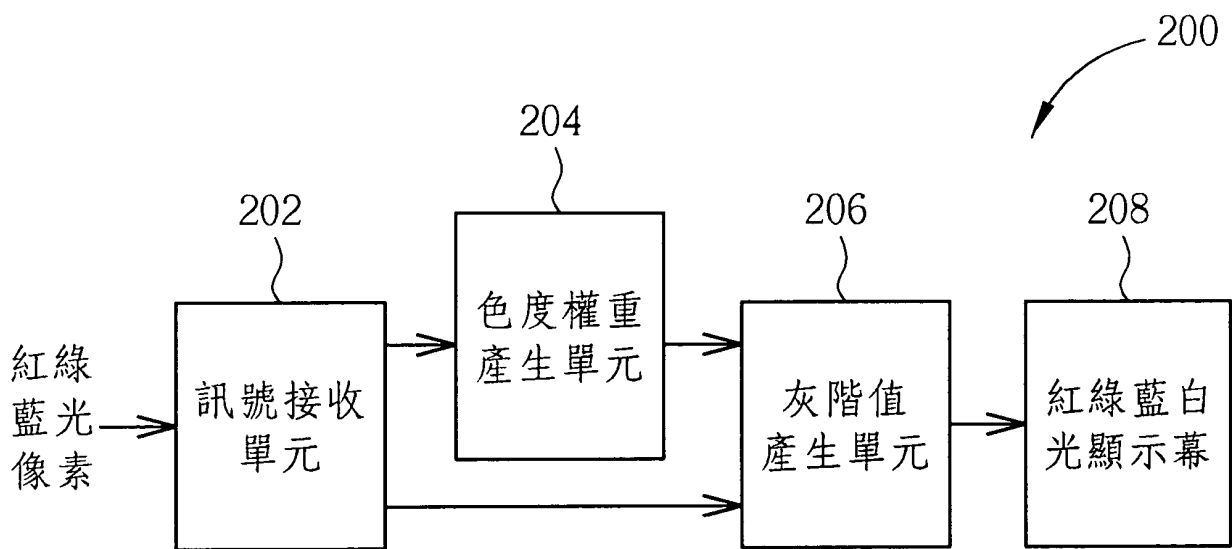 200
204
202
206
208
色度權重
產生單元
紅綠
藍光
像素
訊號接收
單元
灰階值
產生單元
紅綠藍白
光顯示幕